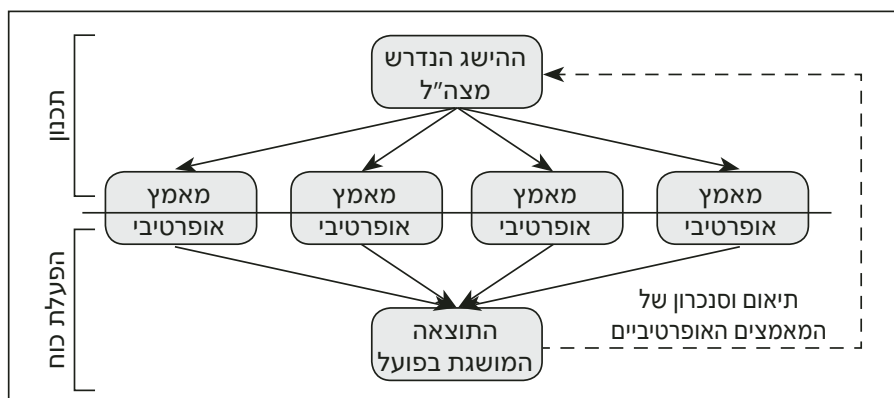 ההישג הנדרש
מצה"ל
תכנון
מאמץ
אופרטיבי
מאמץ
אופרטיבי
מאמץ
אופרטיבי
מאמץ
אופרטיבי
הפעלת כוח
תיאום וסנכרון של
המאמצים האופרטיביים
התוצאה
המושגת בפועל